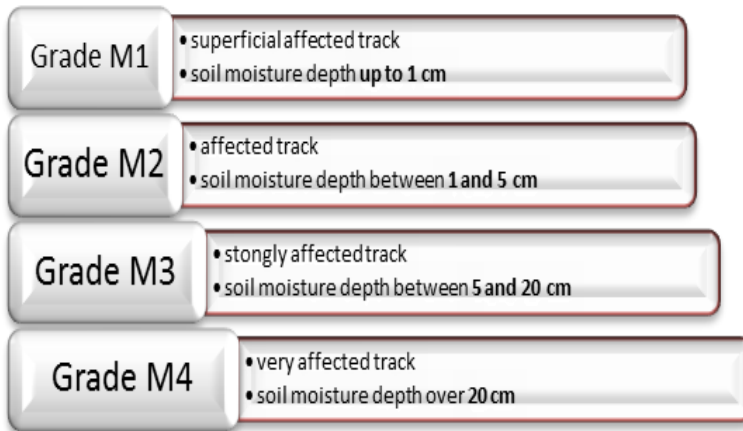 Grade M1
• superficial affected track
• soil moisture depth up to 1 cm
Grade M2
• affected track
• soil moisture depth between 1 and 5 cm
Grade M3
• stongly affected track
• soil moisture depth between 5 and 20 cm
Grade M4
• very affected track
• soil moisture depth over 20 cm